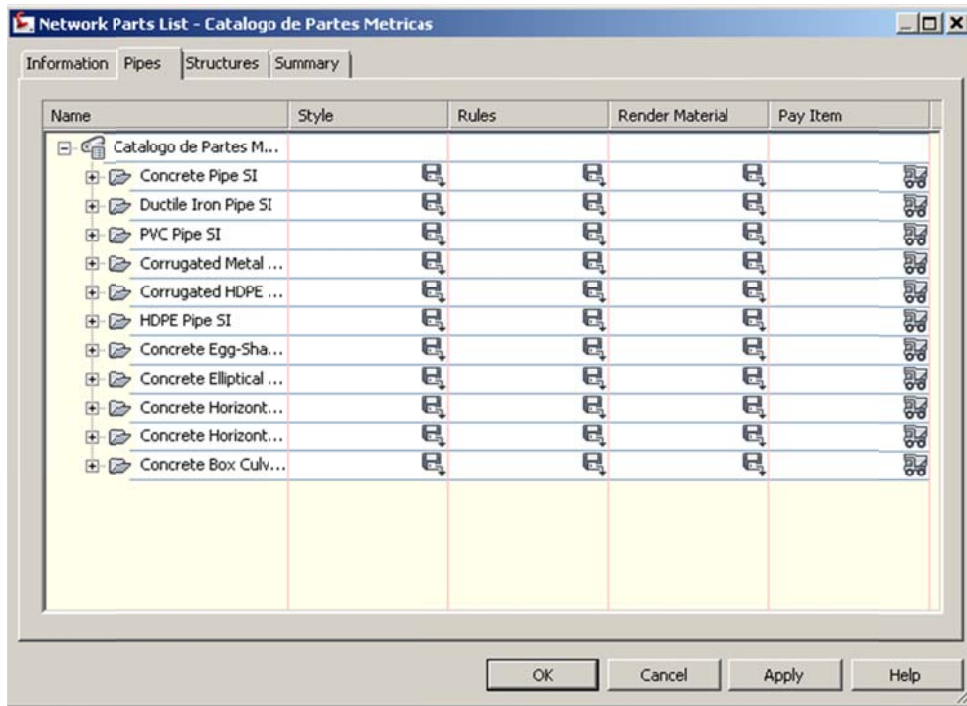 Network Parts List - Catalogo de Partes Metricas
Information Pipes Structures Summary
Name Style Rules Render Material Pay Item
Catalogo de Partes M...
Concrete Pipe SI
Ductile Iron Pipe SI
PVC Pipe SI
Corrugated Metal ...
Corrugated HDPE ...
HDPE Pipe SI
Concrete Egg-Sha...
Concrete Elliptical ...
Concrete Horizont...
Concrete Horizont...
Concrete Box Culv...
OK Cancel Apply Help